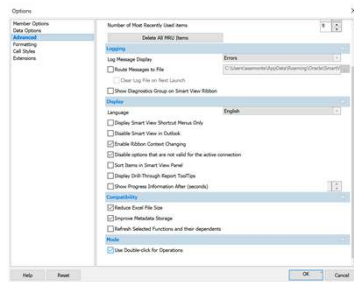 Options
Member Options
Data Options
Advanced
Formatting
Cell Styles
Extensions
Number of Most Recently Used items
9
Delete All MRU Items
Logging
Log Message Display
Errors
Route Messages to File
Clear Log File on Next Launch
Show Diagnostics Group on Smart View Ribbon
Display
Language
English
Display Smart View Shortcut Menus Only
Disable Smart View in Outlook
Enable Ribbon Context Changing
Disable options that are not valid for the active connection
Sort Items in Smart View Panel
Display Drill-Through Report ToolTips
Show Progress Information After (seconds)
Compatibility
Reduce Excel File Size
Improve Metadata Storage
Refresh Selected Functions and their dependents
Mode
Use Double-click for Operations
Help
Reset
OK
Cancel